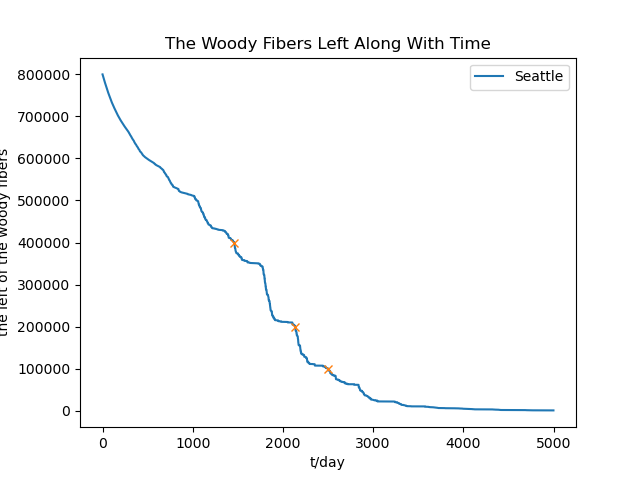 The Woody Fibers Left Along With Time
Seattle
the left of the woody fibers
800000
700000
600000
500000
400000
300000
200000
100000
0
0 1000 2000 3000 4000 5000
t/day